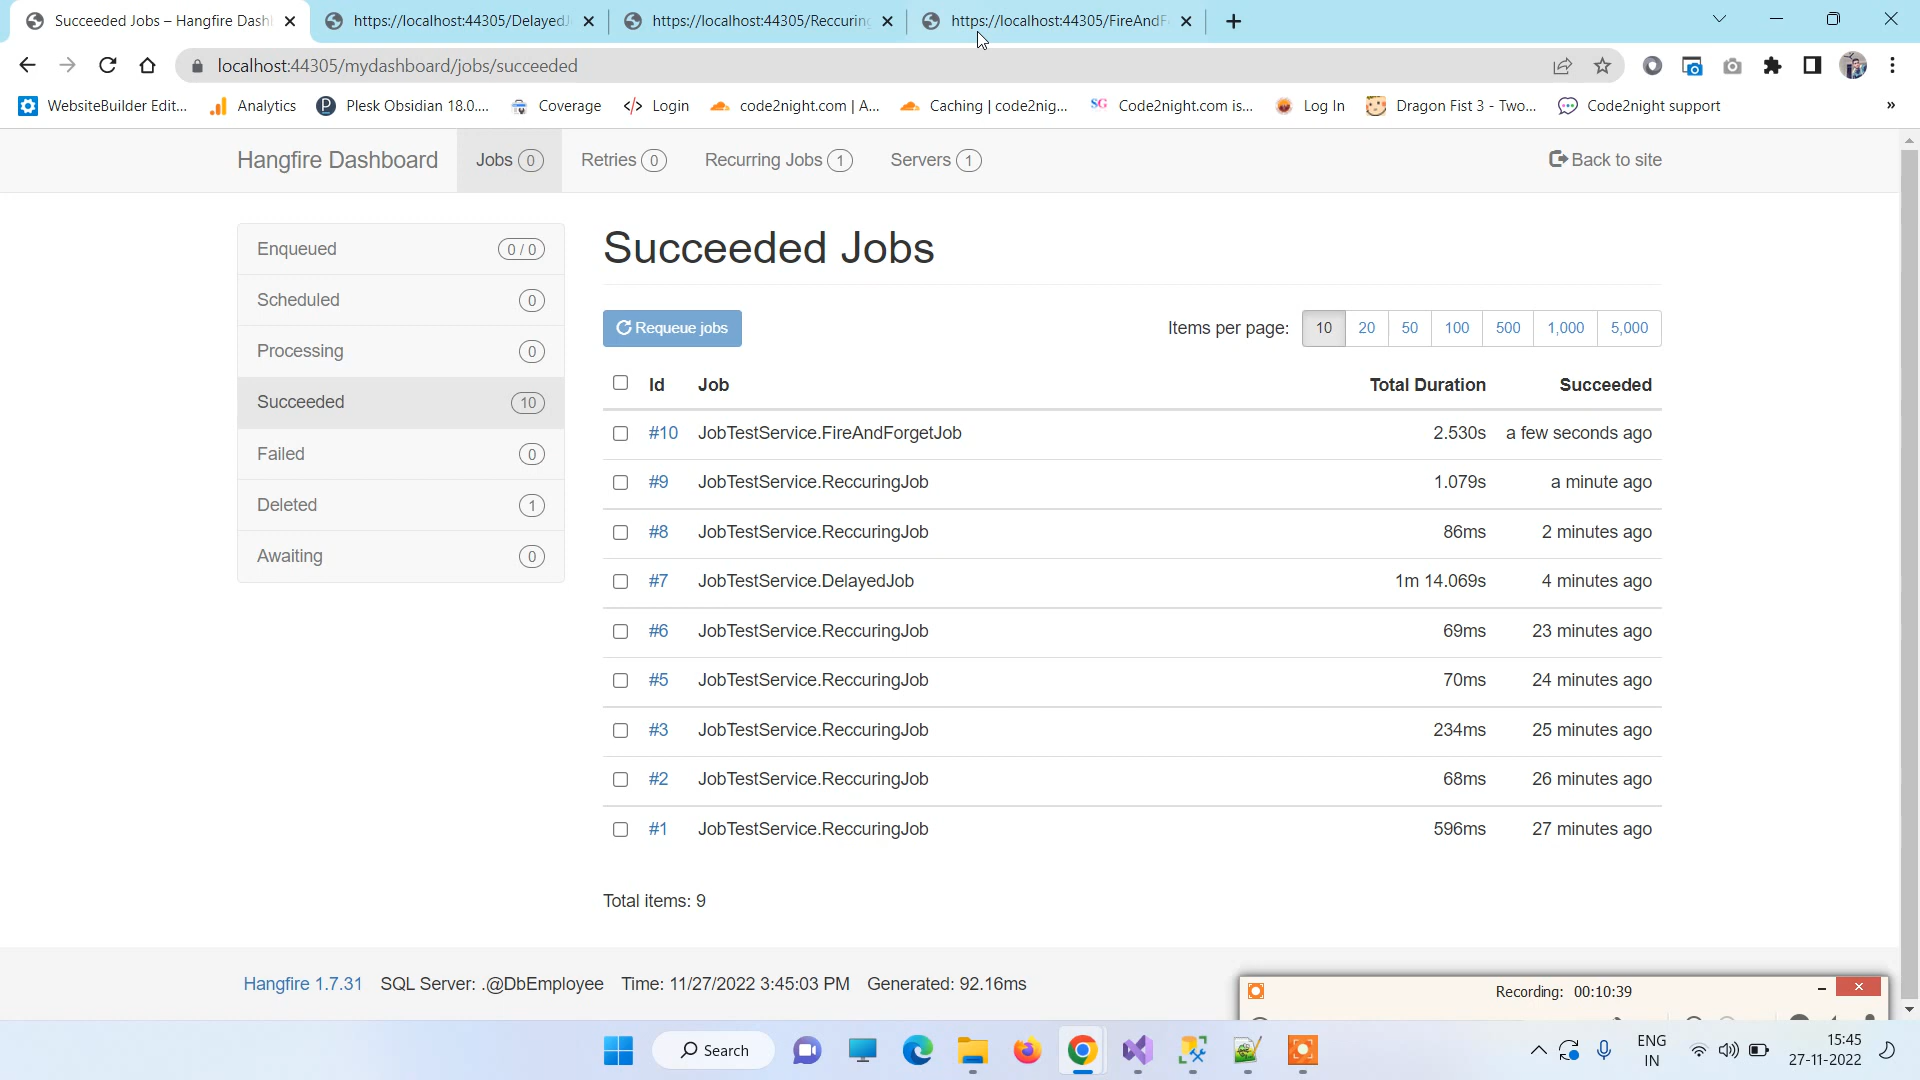 Succeeded Jobs – Hangfire Dash
https://localhost:44305/Delayed
https://localhost:44305/Reccuring
https://localhost:44305/FireAndF
localhost:44305/mydashboard/jobs/succeeded
WebsiteBuilder Edit... Analytics Plesk Obsidian 18.0.... Coverage Login code2night.com | A... Caching | code2nig... Code2night.com is... Log In Dragon Fist 3 - Two... Code2night support »
Hangfire Dashboard Jobs 0 Retries 0 Recurring Jobs 1 Servers 1 Back to site
Enqueued 0 / 0
Scheduled 0
Processing 0
Succeeded 10
Failed 0
Deleted 1
Awaiting 0
Succeeded Jobs
Requeue jobs Items per page: 10 20 50 100 500 1,000 5,000
Id Job Total Duration Succeeded
#10 JobTestService.FireAndForgetJob 2.530s a few seconds ago
#9 JobTestService.ReccuringJob 1.079s a minute ago
#8 JobTestService.ReccuringJob 86ms 2 minutes ago
#7 JobTestService.DelayedJob 1m 14.069s 4 minutes ago
#6 JobTestService.ReccuringJob 69ms 23 minutes ago
#5 JobTestService.ReccuringJob 70ms 24 minutes ago
#3 JobTestService.ReccuringJob 234ms 25 minutes ago
#2 JobTestService.ReccuringJob 68ms 26 minutes ago
#1 JobTestService.ReccuringJob 596ms 27 minutes ago
Total items: 9
Hangfire 1.7.31 SQL Server: .@DbEmployee Time: 11/27/2022 3:45:03 PM Generated: 92.16ms
Recording: 00:10:39
Search
ENG
IN
15:45
27-11-2022